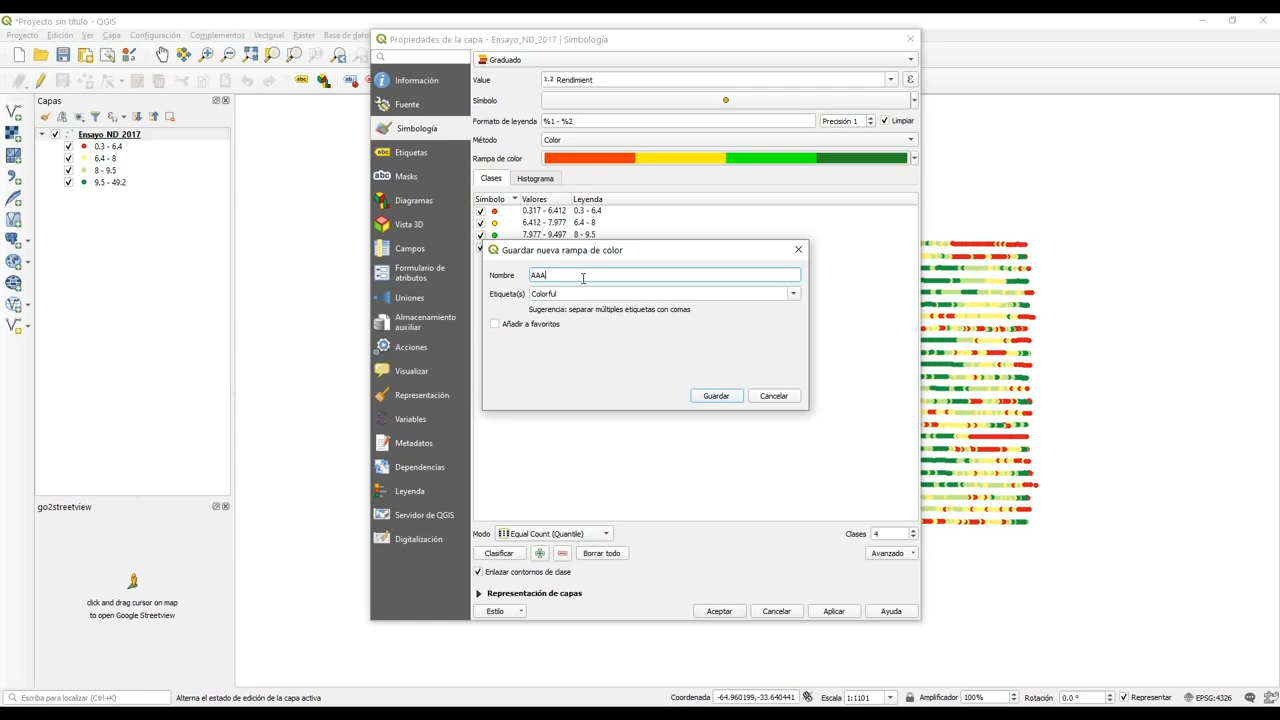 *Proyecto sin título - QGIS
Proyecto Edición Ver Capa Configuración Complementos Vectorial Ráster Base de dato
Propiedades de la capa - Ensayo_ND_2017 | Simbología
Graduado
Información
Fuente
Simbología
Etiquetas
Masks
Diagramas
Vista 3D
Campos
Formulario de
atributos
Uniones
Almacenamiento
auxiliar
Acciones
Visualizar
Representación
Variables
Metadatos
Dependencias
Leyenda
Servidor de QGIS
Digitalización
Value 1.2 Rendimient
Símbolo
Formato de leyenda %1 - %2 Precisión 1 Limpiar
Método Color
Rampa de color
Clases Histograma
Símbolo Valores Leyenda
0.317 - 6.412 0.3 - 6.4
6.412 - 7.977 6.4 - 8
7.977 - 9.497 8 - 9.5
Guardar nueva rampa de color
Nombre AAA
Etiqueta(s) Colorful
Sugerencia: separar múltiples etiquetas con comas
Añadir a favoritos
Guardar Cancelar
Modo Equal Count (Quantile) Clases 4
Clasificar Borrar todo Avanzado
Enlazar contornos de clase
Representación de capas
Estilo Aceptar Cancelar Aplicar Ayuda
Capas
Ensayo_ND_2017
0.3 - 6.4
6.4 - 8
8 - 9.5
9.5 - 49.2
go2streetview
click and drag cursor on map
to open Google Streetview
Escriba para localizar (Ctrl+K) Alterna el estado de edición de la capa activa Coordenada -64.960199,-33.640441 Escala 1:1101 Amplificador 100% Rotación 0.0 ° Representar EPSG:4326